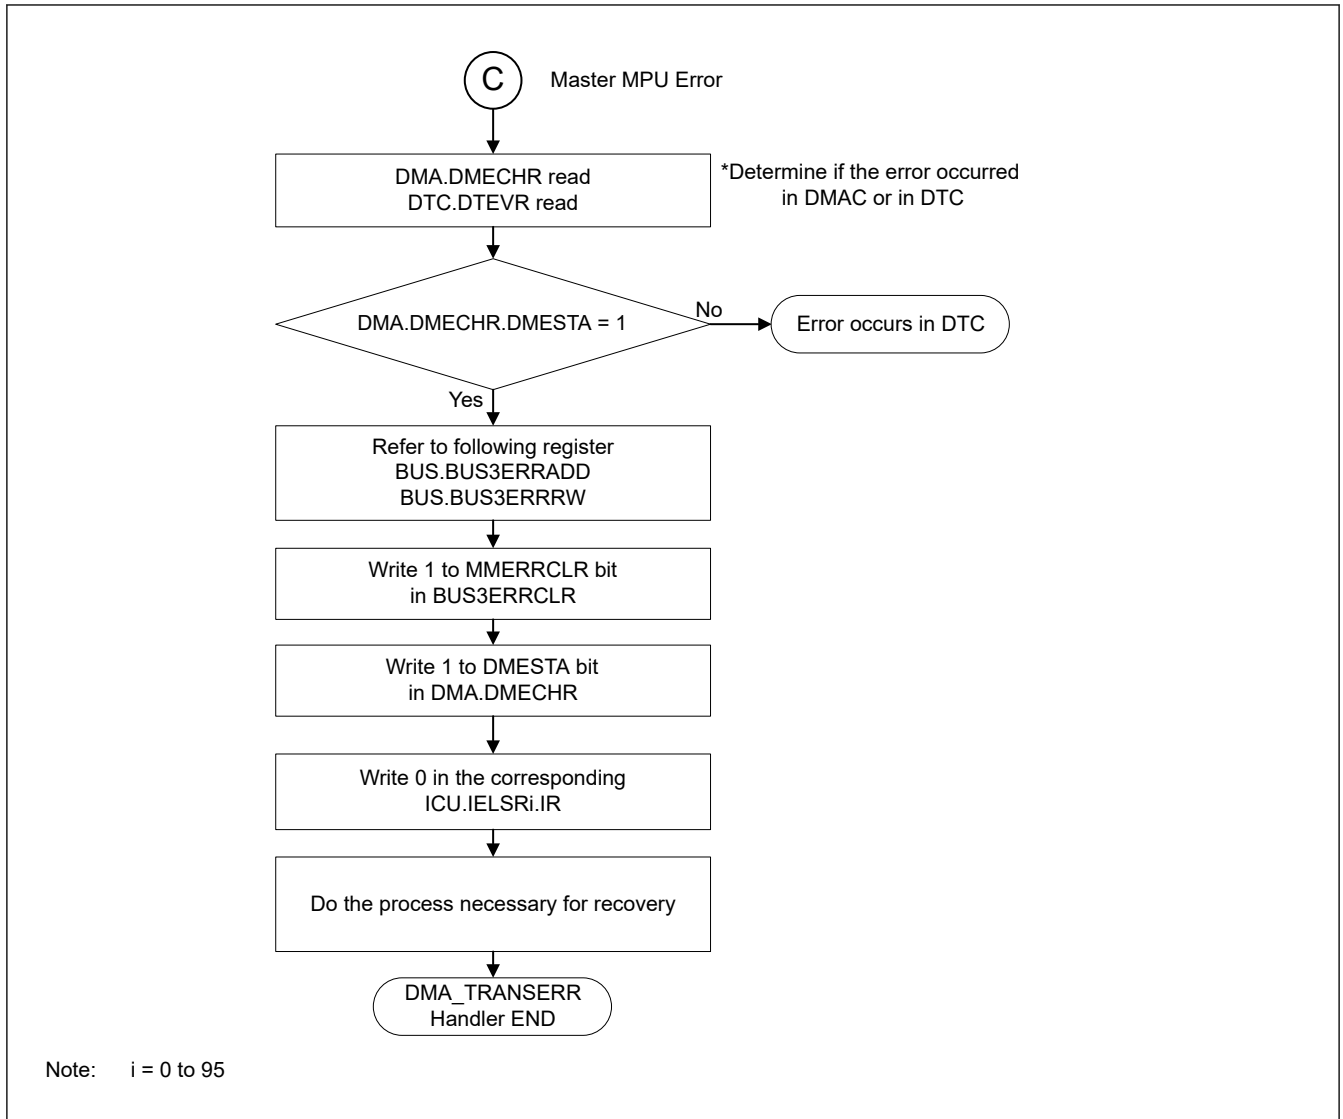 C
Master MPU Error
DMA.DMECHR read
DTC.DTEVR read
*Determine if the error occurred
in DMAC or in DTC
DMA.DMECHR.DMESTA = 1
No
Error occurs in DTC
Yes
Refer to following register
BUS.BUS3ERRADD
BUS.BUS3ERRRW
Write 1 to MMERRCLR bit
in BUS3ERRCLR
Write 1 to DMESTA bit
in DMA.DMECHR
Write 0 in the corresponding
ICU.IELSRi.IR
Do the process necessary for recovery
DMA_TRANSERR
Handler END
Note: i = 0 to 95